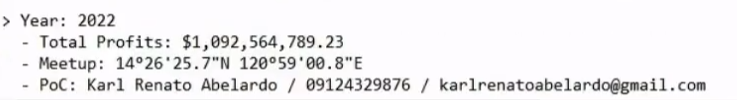 > Year: 2022
- Total Profits: $1,092,564,789.23
- Meetup: 14°26'25.7"N 120°59'00.8"E
- PoC: Karl Renato Abelardo / 09124329876 / karlrenatoabelardo@gmail.com